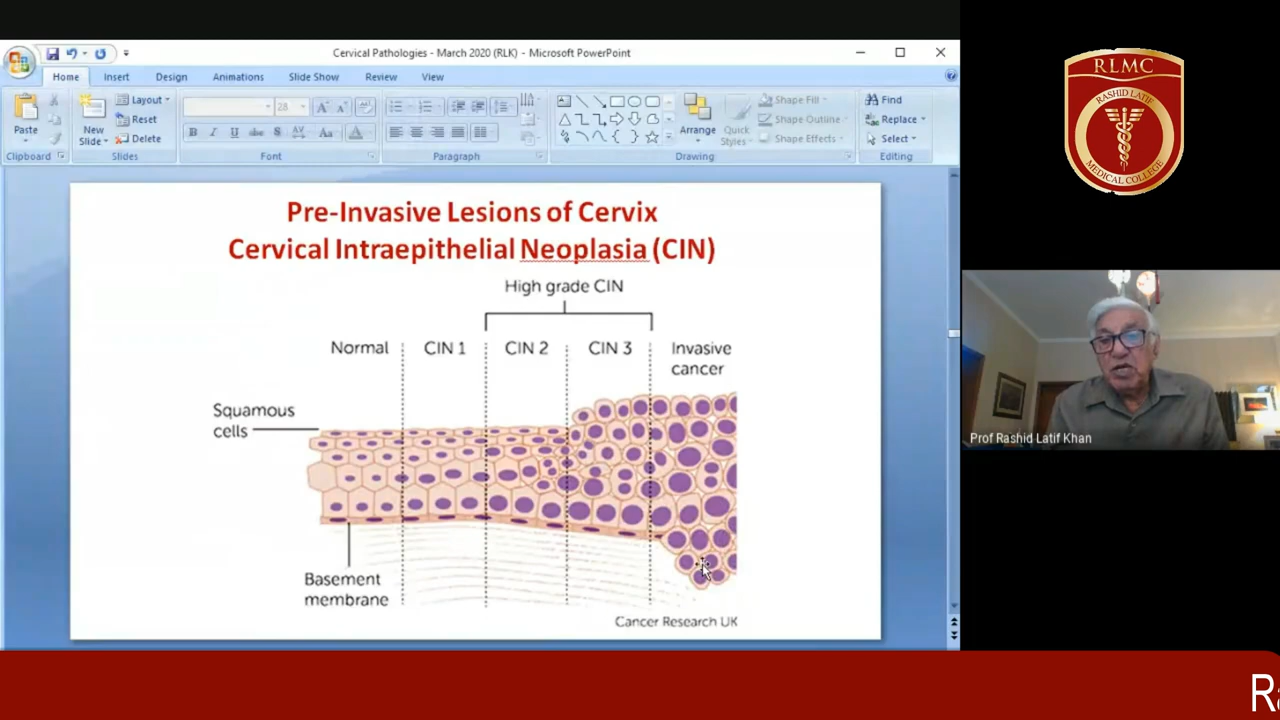 Cervical Pathologies - March 2020 (RLK) - Microsoft PowerPoint
Home Insert Design Animations Slide Show Review View
Paste
New
Slide
Layout
Reset
Delete
28
B I U abc S AV Aa A
Arrange
Quick
Styles
Shape Fill
Shape Outline
Shape Effects
Find
Replace
Select
Clipboard Slides Font Paragraph Drawing Editing
Pre-Invasive Lesions of Cervix
Cervical Intraepithelial Neoplasia (CIN)
High grade CIN
Normal CIN 1 CIN 2 CIN 3 Invasive
cancer
Squamous
cells
Basement
membrane
Cancer Research UK
RLMC
RASHID LATIF
MEDICAL COLLEGE
Prof Rashid Latif Khan